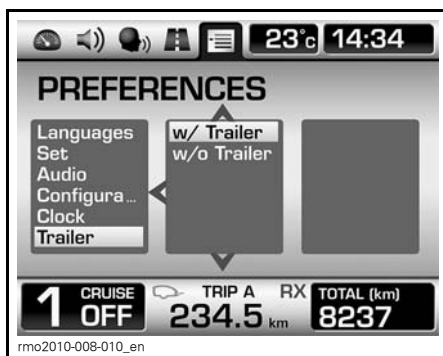 23°c 14:34
PREFERENCES
Languages
Set
Audio
Configura...
Clock
Trailer
w/ Trailer
w/o Trailer
1 CRUISE OFF
TRIP A RX
234.5 km
TOTAL (km)
8237
rmo2010-008-010_en